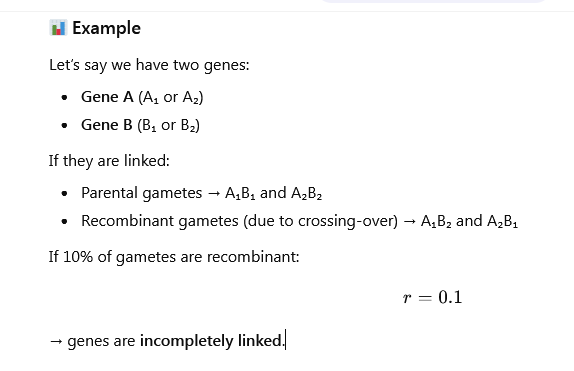 📊 Example
Let’s say we have two genes:
• Gene A (A₁ or A₂)
• Gene B (B₁ or B₂)
If they are linked:
• Parental gametes → A₁B₁ and A₂B₂
• Recombinant gametes (due to crossing-over) → A₁B₂ and A₂B₁
If 10% of gametes are recombinant:
r = 0.1
→ genes are incompletely linked.